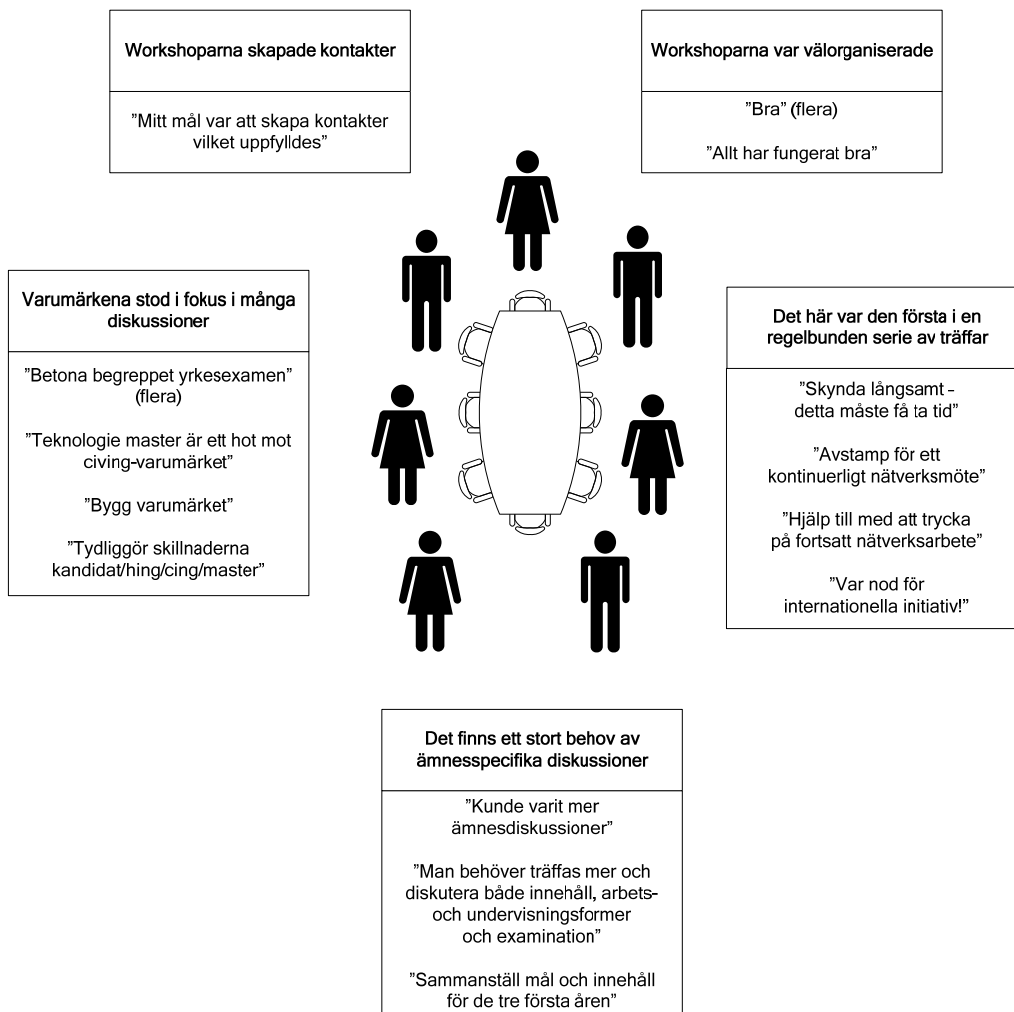 Workshoparna skapade kontakter
”Mitt mål var att skapa kontakter
vilket uppfylldes”
Workshoparna var välorganiserade
”Bra” (flera)
”Allt har fungerat bra”
Varumärkena stod i fokus i många
diskussioner
”Betona begreppet yrkesexamen”
(flera)
”Teknologie master är ett hot mot
civing-varumärket”
”Bygg varumärket”
”Tydliggör skillnaderna
kandidat/hing/cing/master”
Det här var den första i en
regelbunden serie av träffar
”Skynda långsamt –
detta måste få ta tid”
”Avstamp för ett
kontinuerligt nätverksmöte”
”Hjälp till med att trycka
på fortsatt nätverksarbete”
”Var nod för
internationella initiativ!”
Det finns ett stort behov av
ämnesspecifika diskussioner
”Kunde varit mer
ämnesdiskussioner”
”Man behöver träffas mer och
diskutera både innehåll, arbets-
och undervisningsformer
och examination”
”Sammanställ mål och innehåll
för de tre första åren”